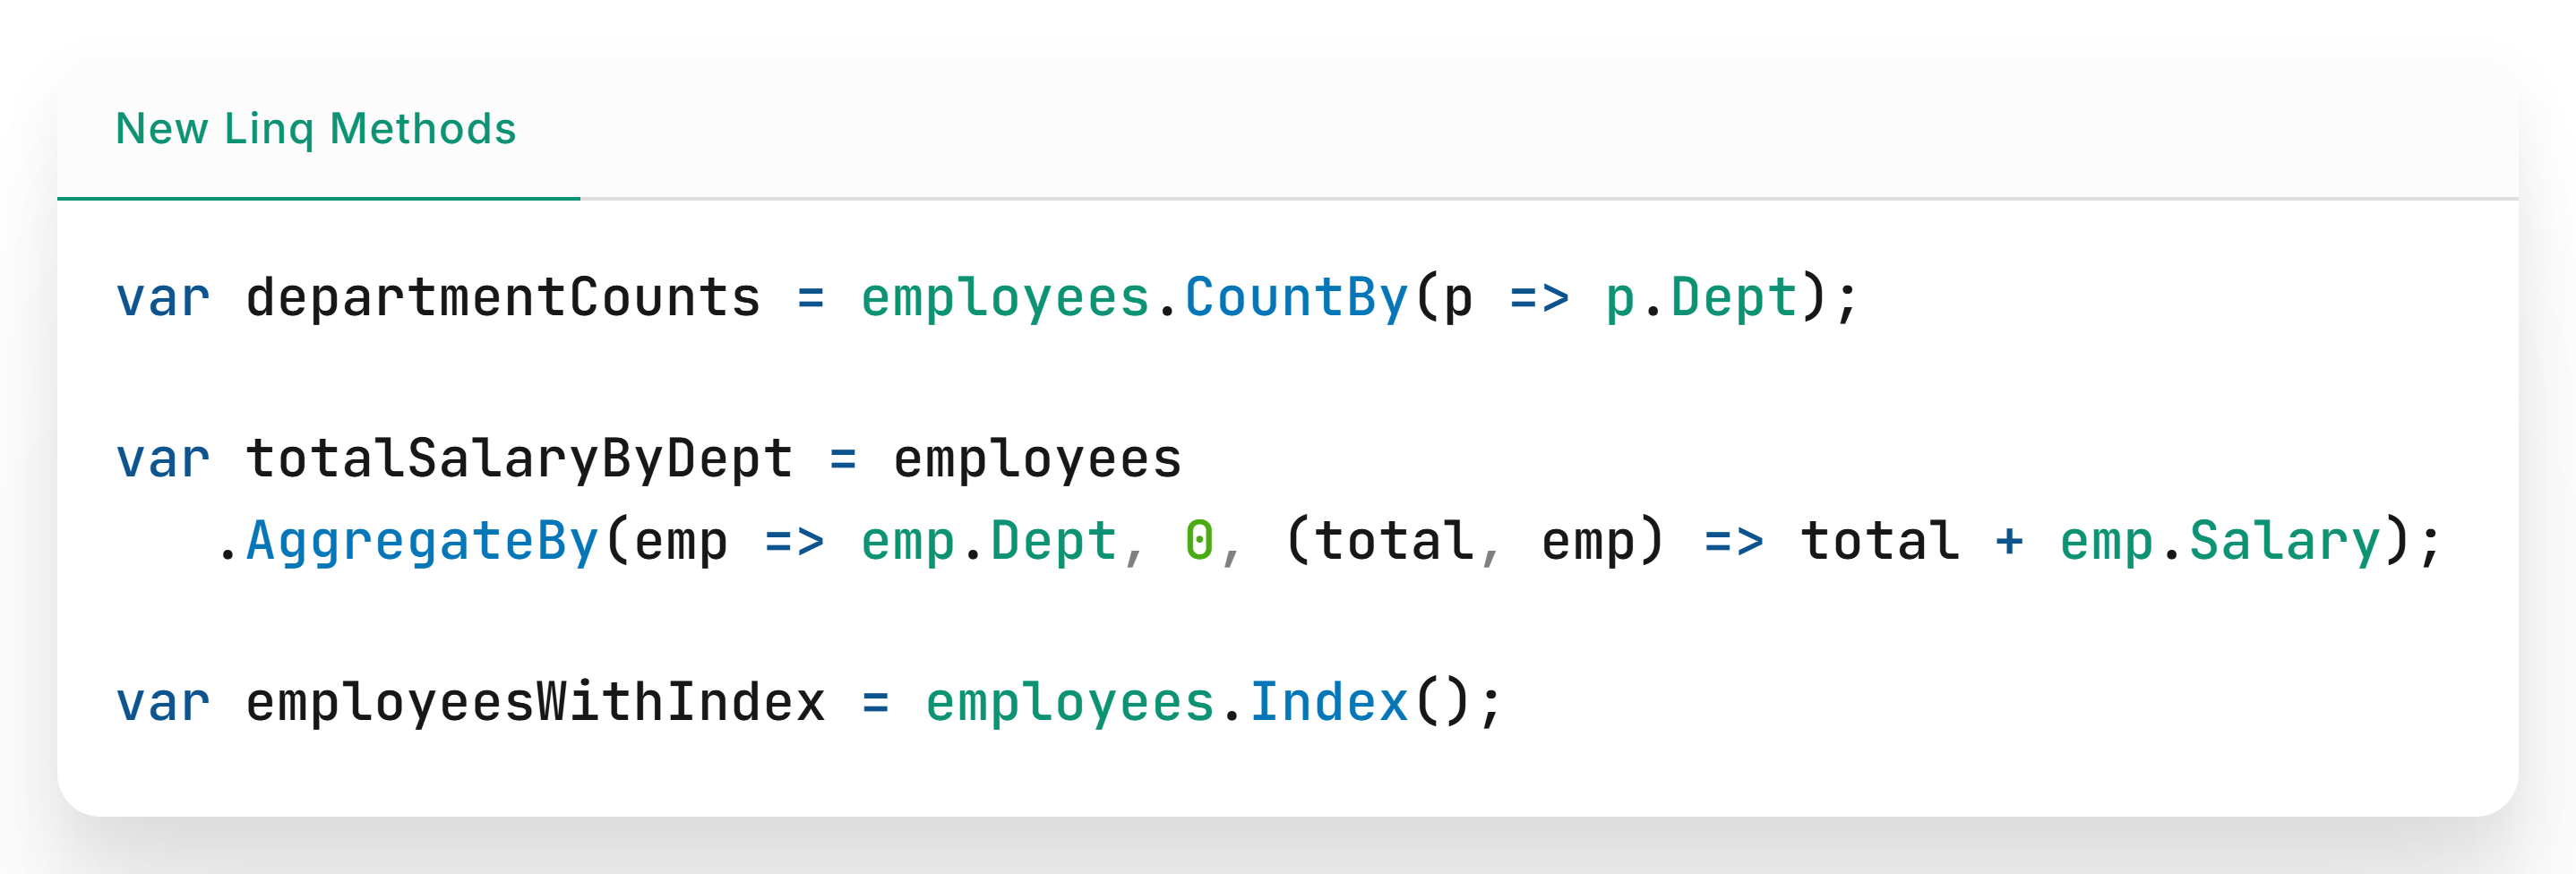 New Linq Methods
var departmentCounts = employees.CountBy(p => p.Dept);
var totalSalaryByDept = employees
.AggregateBy(emp => emp.Dept, 0, (total, emp) => total + emp.Salary);
var employeesWithIndex = employees.Index();